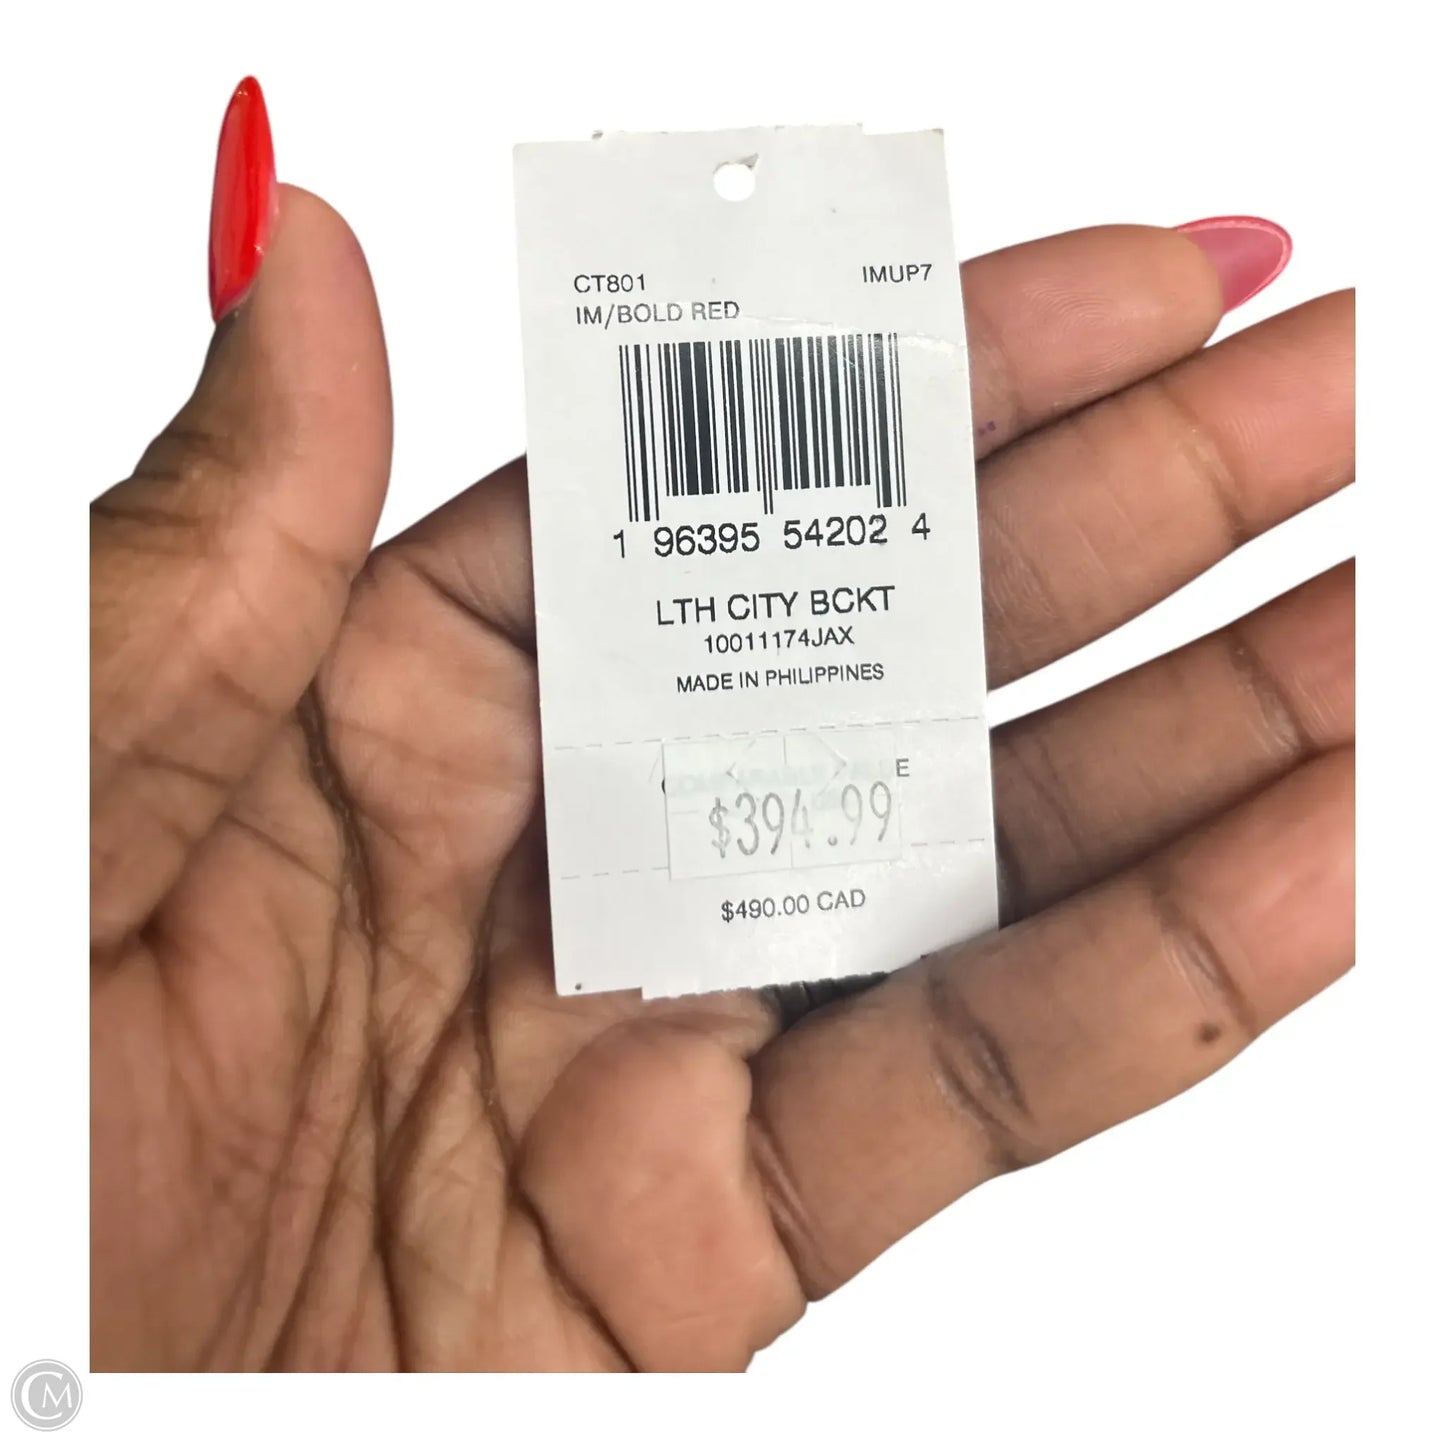 CT801 IMUP7
IM/BOLD RED
1 96395 54202 4
LTH CITY BCKT
10011174JAX
MADE IN PHILIPPINES
E
$394.99
$490.00 CAD
CM